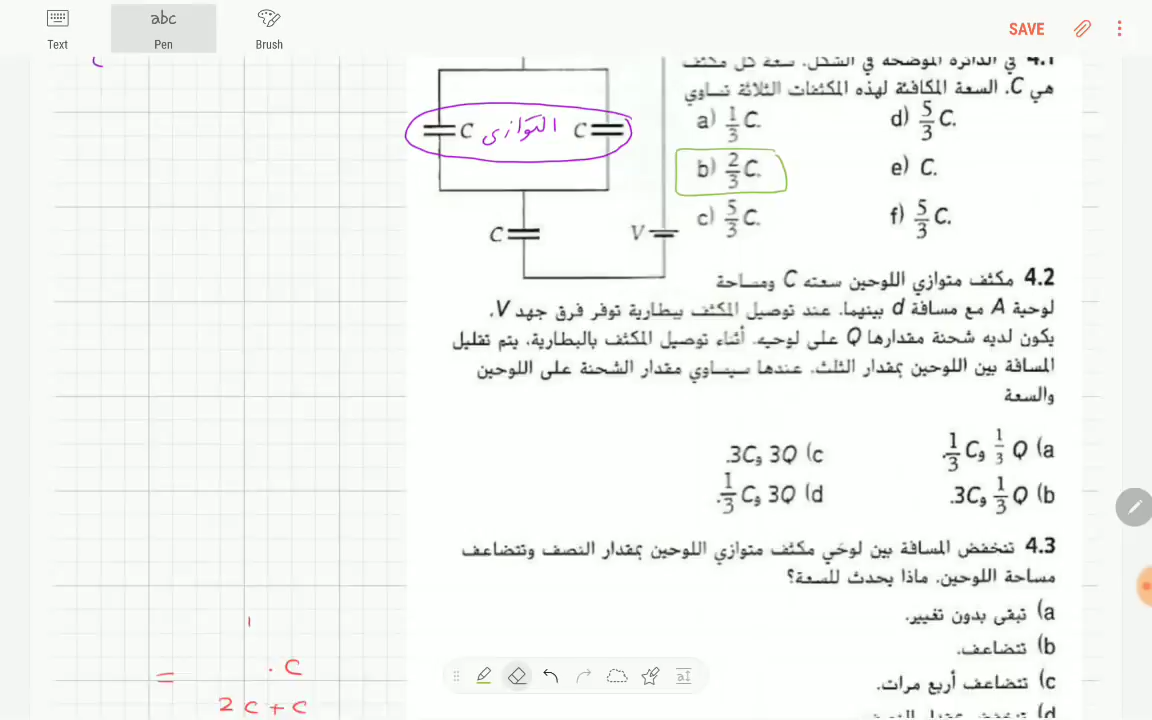 Text
abc
Pen
Brush
SAVE
4.1 في الدائرة الموضحة في الشكل، سعة كل مكثف
هي C. السعة المكافئة لهذه المكثفات الثلاثة تساوي
a) 1/3 C.
d) 5/3 C.
b) 2/3 C.
e) C.
c) 5/3 C.
f) 5/3 C.
C التوازى C
C
V
4.2 مكثف متوازي اللوحين سعته C ومساحة
لوحية A مع مسافة d بينهما. عند توصيل المكثف ببطارية توفر فرق جهد V،
يكون لديه شحنة مقدارها Q على لوحيه. أثناء توصيل المكثف بالبطارية، يتم تقليل
المسافة بين اللوحين بمقدار الثلث. عندها سيساوي مقدار الشحنة على اللوحين
والسعة
a) 1/3 Q و 1/3 C.
c) 3Q و 3C.
b) 1/3 Q و 3C.
d) 3Q و 1/3 C.
4.3 تنخفض المسافة بين لوحَي مكثف متوازي اللوحين بمقدار النصف وتتضاعف
مساحة اللوحين. ماذا يحدث للسعة؟
a) تبقى بدون تغيير.
b) تتضاعف.
c) تتضاعف أربع مرات.
= . C
2C + C